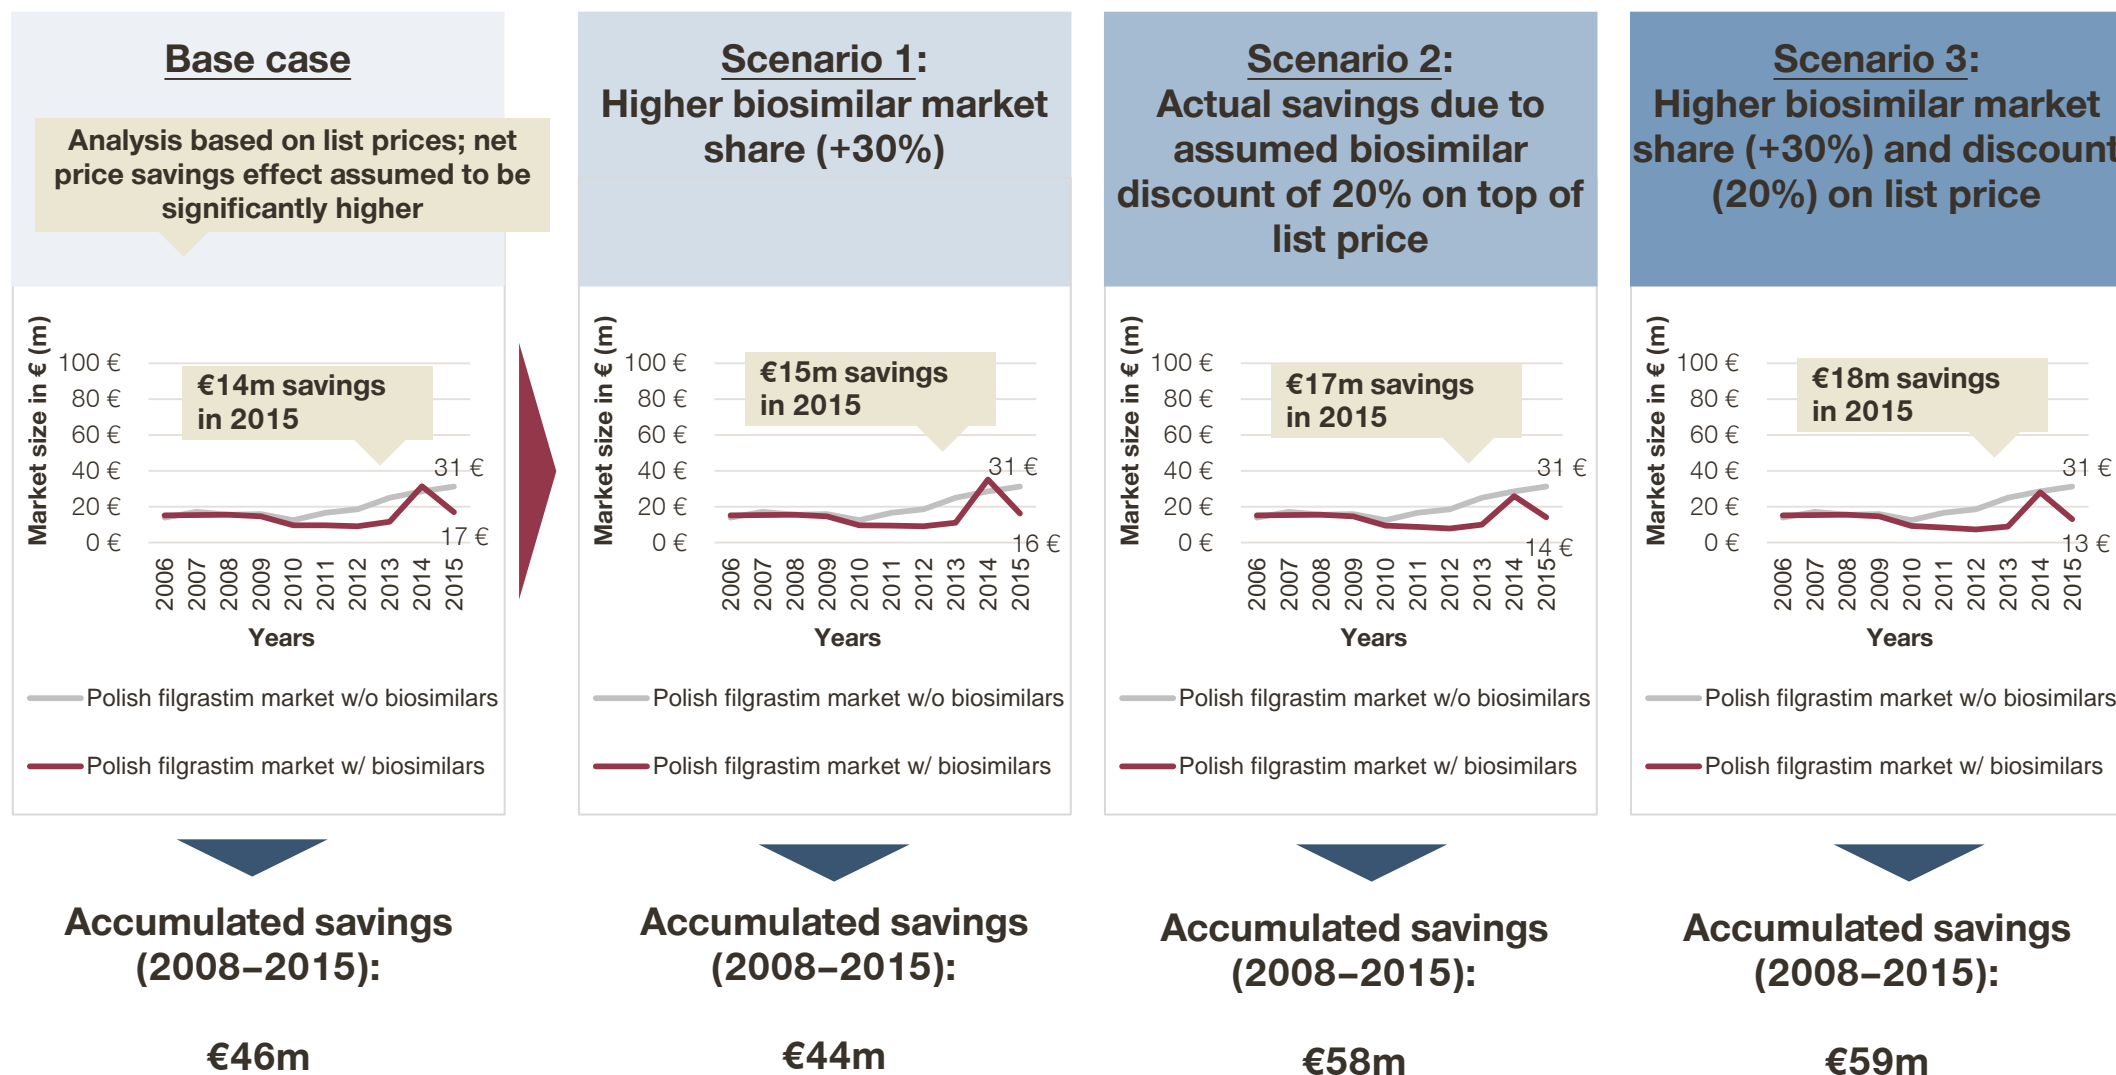 Base case
Analysis based on list prices; net
price savings effect assumed to be
significantly higher
Market size in € (m)
100 €
80 €
60 €
40 €
20 €
0 €
€14m savings
in 2015
31 €
17 €
2006
2007
2008
2009
2010
2011
2012
2013
2014
2015
Years
Polish filgrastim market w/o biosimilars
Polish filgrastim market w/ biosimilars
Accumulated savings
(2008–2015):
€46m
Scenario 1:
Higher biosimilar market
share (+30%)
Market size in € (m)
100 €
80 €
60 €
40 €
20 €
0 €
€15m savings
in 2015
31 €
16 €
2006
2007
2008
2009
2010
2011
2012
2013
2014
2015
Years
Polish filgrastim market w/o biosimilars
Polish filgrastim market w/ biosimilars
Accumulated savings
(2008–2015):
€44m
Scenario 2:
Actual savings due to
assumed biosimilar
discount of 20% on top of
list price
Market size in € (m)
100 €
80 €
60 €
40 €
20 €
0 €
€17m savings
in 2015
31 €
14 €
2006
2007
2008
2009
2010
2011
2012
2013
2014
2015
Years
Polish filgrastim market w/o biosimilars
Polish filgrastim market w/ biosimilars
Accumulated savings
(2008–2015):
€58m
Scenario 3:
Higher biosimilar market
share (+30%) and discount
(20%) on list price
Market size in € (m)
100 €
80 €
60 €
40 €
20 €
0 €
€18m savings
in 2015
31 €
13 €
2006
2007
2008
2009
2010
2011
2012
2013
2014
2015
Years
Polish filgrastim market w/o biosimilars
Polish filgrastim market w/ biosimilars
Accumulated savings
(2008–2015):
€59m